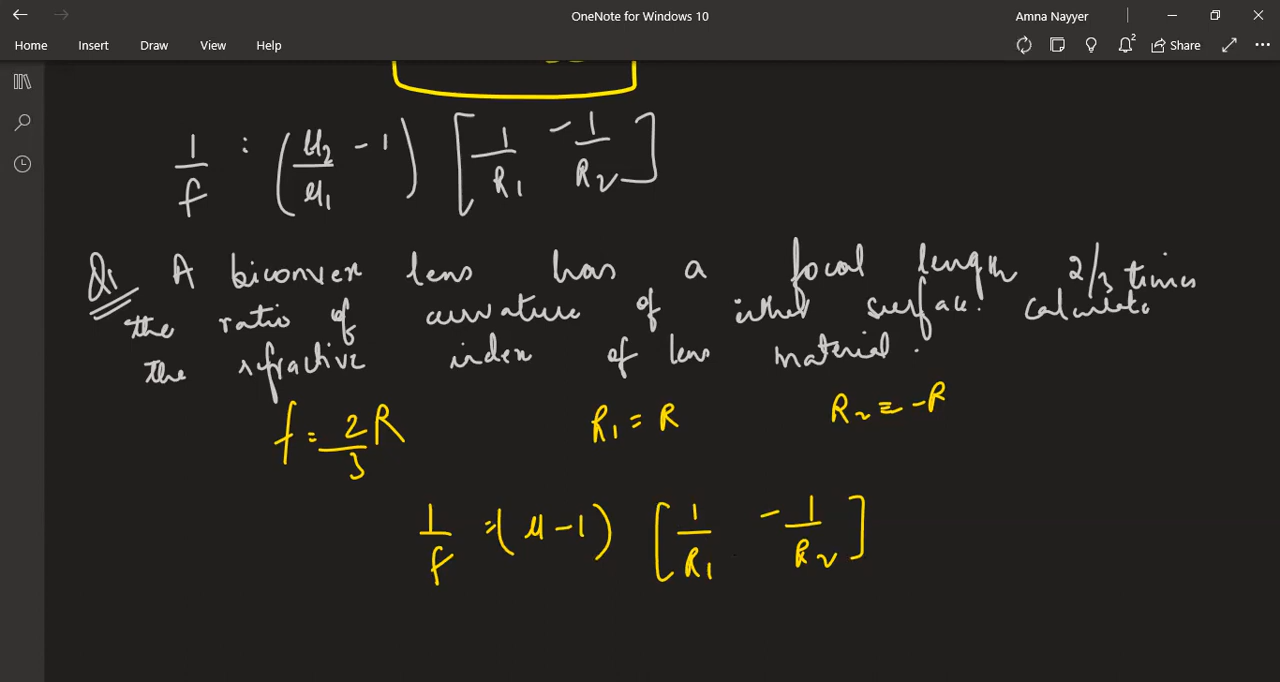 OneNote for Windows 10
Amna Nayyer
Home Insert Draw View Help
2
Share
1/f : (μ2/μ1 - 1) [1/R1 - 1/R2]
Q1 A biconvex lens has a focal length 2/3 times
the ratio of curvature of either surface. calculate
the refractive index of lens material.
f = 2/3 R R1 = R R2 = -R
1/f = (μ - 1) [1/R1 - 1/R2]